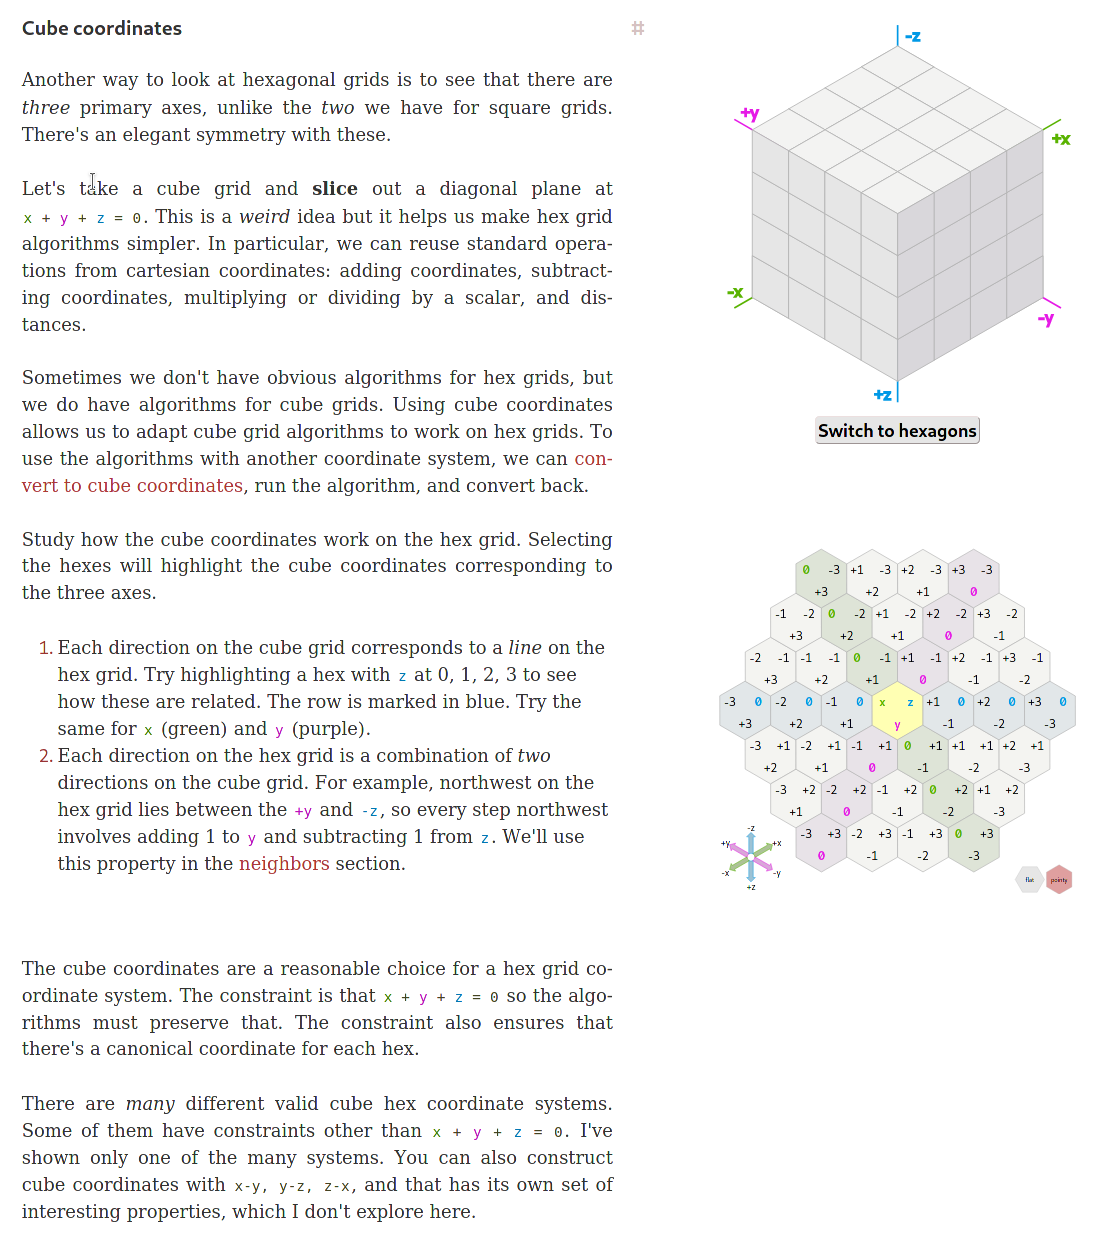 Cube coordinates
#
Another way to look at hexagonal grids is to see that there are
three primary axes, unlike the two we have for square grids.
There's an elegant symmetry with these.
Let's take a cube grid and slice out a diagonal plane at
x + y + z = 0. This is a weird idea but it helps us make hex grid
algorithms simpler. In particular, we can reuse standard opera-
tions from cartesian coordinates: adding coordinates, subtract-
ing coordinates, multiplying or dividing by a scalar, and dis-
tances.
Sometimes we don't have obvious algorithms for hex grids, but
we do have algorithms for cube grids. Using cube coordinates
allows us to adapt cube grid algorithms to work on hex grids. To
use the algorithms with another coordinate system, we can con-
vert to cube coordinates, run the algorithm, and convert back.
Study how the cube coordinates work on the hex grid. Selecting
the hexes will highlight the cube coordinates corresponding to
the three axes.
1. Each direction on the cube grid corresponds to a line on the
hex grid. Try highlighting a hex with z at 0, 1, 2, 3 to see
how these are related. The row is marked in blue. Try the
same for x (green) and y (purple).
2. Each direction on the hex grid is a combination of two
directions on the cube grid. For example, northwest on the
hex grid lies between the +y and -z, so every step northwest
involves adding 1 to y and subtracting 1 from z. We'll use
this property in the neighbors section.
The cube coordinates are a reasonable choice for a hex grid co-
ordinate system. The constraint is that x + y + z = 0 so the algo-
rithms must preserve that. The constraint also ensures that
there's a canonical coordinate for each hex.
There are many different valid cube hex coordinate systems.
Some of them have constraints other than x + y + z = 0. I've
shown only one of the many systems. You can also construct
cube coordinates with x-y, y-z, z-x, and that has its own set of
interesting properties, which I don't explore here.
-z
+y
+x
-x
-y
+z
Switch to hexagons
0 -3 +1 -3 +2 -3 +3 -3
+3 +2 +1 0
-1 -2 0 -2 +1 -2 +2 -2 +3 -2
+3 +2 +1 0 -1
-2 -1 -1 -1 0 -1 +1 -1 +2 -1 +3 -1
+3 +2 +1 0 -1 -2
-3 0 -2 0 -1 0 x z +1 0 +2 0 +3 0
+3 +2 +1 y -1 -2 -3
-3 +1 -2 +1 -1 +1 0 +1 +1 +1 +2 +1
+2 +1 0 -1 -2 -3
-3 +2 -2 +2 -1 +2 0 +2 +1 +2
+1 0 -1 -2 -3
-3 +3 -2 +3 -1 +3 0 +3
0 -1 -2 -3
-z
+y +x
-x -y
+z
flat pointy